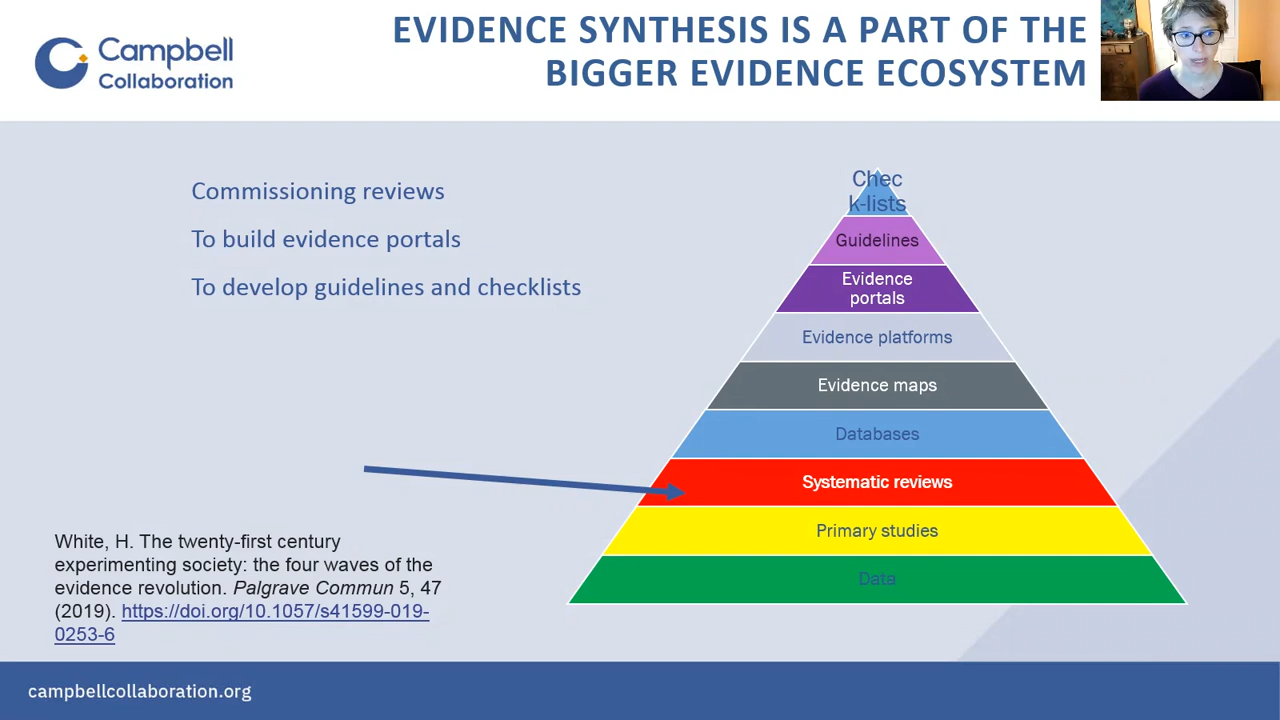 Campbell
Collaboration
EVIDENCE SYNTHESIS IS A PART OF THE
BIGGER EVIDENCE ECOSYSTEM
Commissioning reviews
To build evidence portals
To develop guidelines and checklists
Chec
k-lists
Guidelines
Evidence
portals
Evidence platforms
Evidence maps
Databases
Systematic reviews
Primary studies
Data
White, H. The twenty-first century
experimenting society: the four waves of the
evidence revolution. Palgrave Commun 5, 47
(2019). https://doi.org/10.1057/s41599-019-
0253-6
campbellcollaboration.org